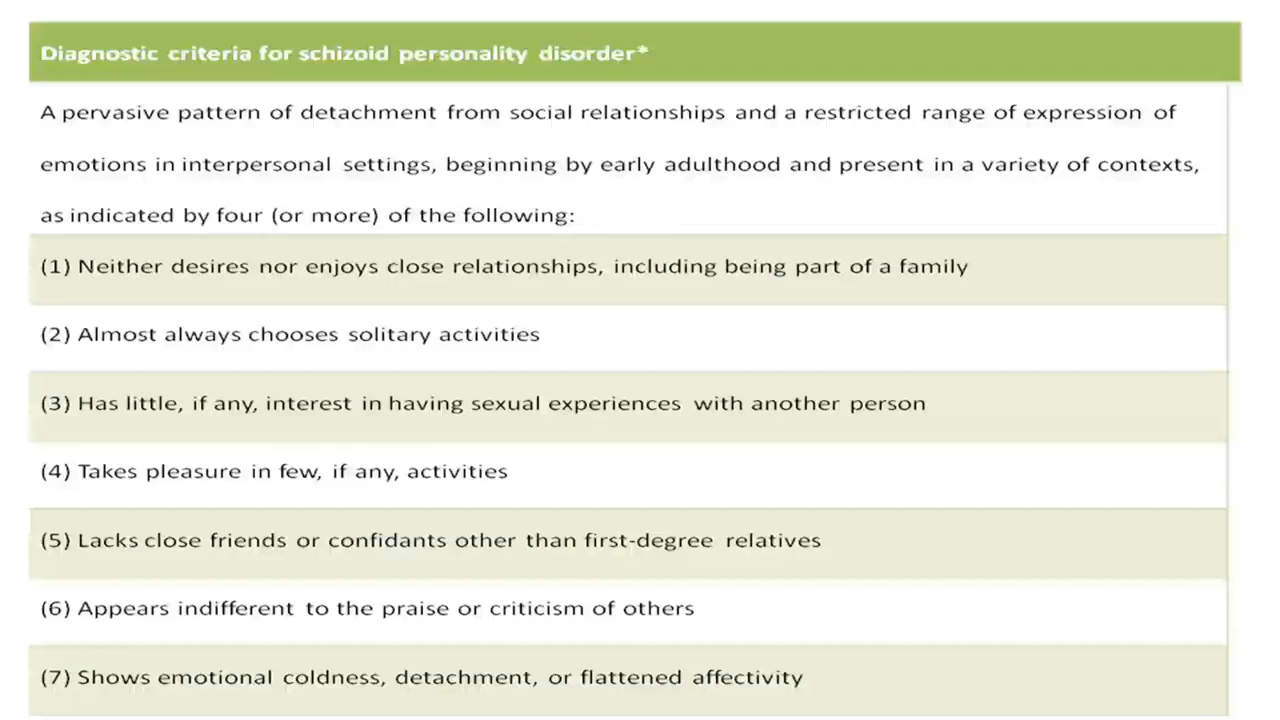 Diagnostic criteria for schizoid personality disorder*
A pervasive pattern of detachment from social relationships and a restricted range of expression of
emotions in interpersonal settings, beginning by early adulthood and present in a variety of contexts,
as indicated by four (or more) of the following:
(1) Neither desires nor enjoys close relationships, including being part of a family
(2) Almost always chooses solitary activities
(3) Has little, if any, interest in having sexual experiences with another person
(4) Takes pleasure in few, if any, activities
(5) Lacks close friends or confidants other than first-degree relatives
(6) Appears indifferent to the praise or criticism of others
(7) Shows emotional coldness, detachment, or flattened affectivity